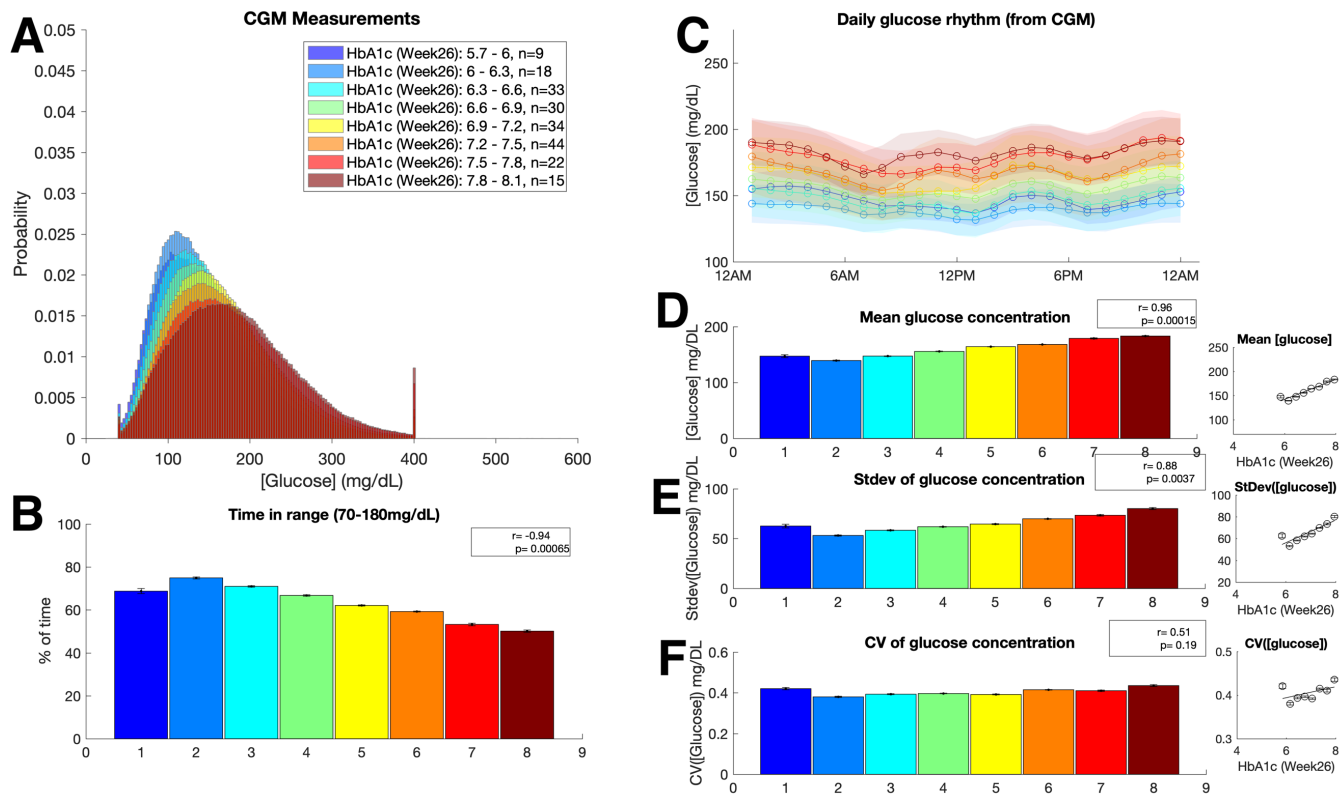 A
CGM Measurements
0.05
0.045
0.04
0.035
0.03
0.025
0.02
0.015
0.01
0.005
0
Probability
HbA1c (Week26): 5.7 - 6, n=9
HbA1c (Week26): 6 - 6.3, n=18
HbA1c (Week26): 6.3 - 6.6, n=33
HbA1c (Week26): 6.6 - 6.9, n=30
HbA1c (Week26): 6.9 - 7.2, n=34
HbA1c (Week26): 7.2 - 7.5, n=44
HbA1c (Week26): 7.5 - 7.8, n=22
HbA1c (Week26): 7.8 - 8.1, n=15
0 100 200 300 400 500 600
[Glucose] (mg/dL)
B
Time in range (70-180mg/dL)
r= -0.94
p= 0.00065
100
80
60
40
20
0
% of time
0 1 2 3 4 5 6 7 8 9
C
Daily glucose rhythm (from CGM)
250
200
150
100
[Glucose] (mg/dL)
12AM 6AM 12PM 6PM 12AM
D
Mean glucose concentration
r= 0.96
p= 0.00015
200
100
0
[Glucose] mg/DL
0 1 2 3 4 5 6 7 8 9
Mean [glucose]
250
200
150
100
4 6 8
HbA1c (Week26)
E
Stdev of glucose concentration
r= 0.88
p= 0.0037
100
50
0
Stdev([Glucose]) mg/DL
0 1 2 3 4 5 6 7 8 9
StDev([glucose])
100
80
60
40
20
4 6 8
HbA1c (Week26)
F
CV of glucose concentration
r= 0.51
p= 0.19
0.6
0.4
0.2
0
CV([Glucose]) mg/DL
0 1 2 3 4 5 6 7 8 9
CV([glucose])
0.5
0.4
0.3
4 6 8
HbA1c (Week26)